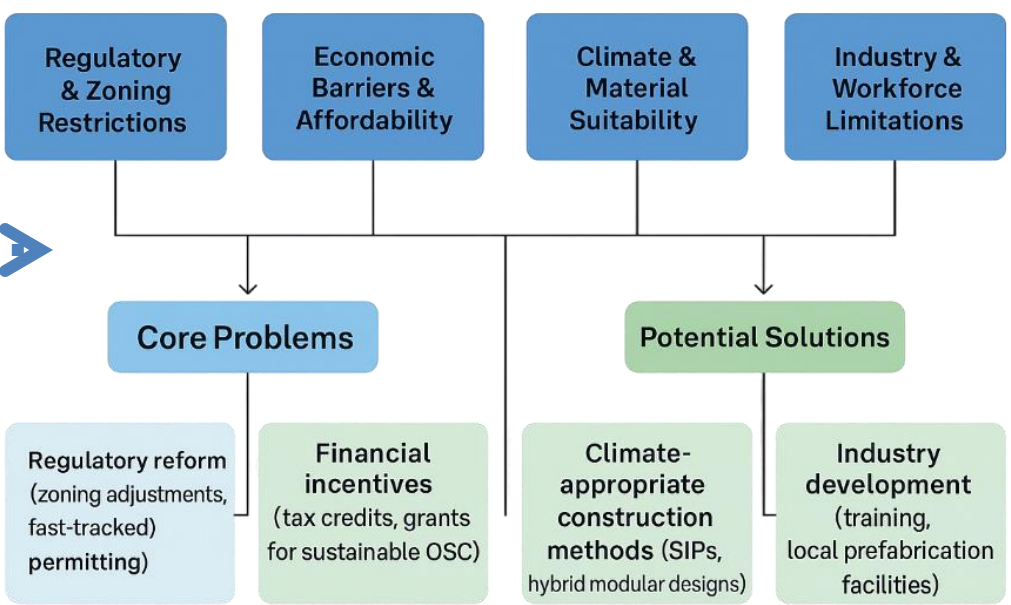 Regulatory
& Zoning
Restrictions
Economic
Barriers &
Affordability
Climate &
Material
Suitability
Industry &
Workforce
Limitations
Core Problems
Potential Solutions
Regulatory reform
(zoning adjustments,
fast-tracked)
permitting)
Financial
incentives
(tax credits, grants
for sustainable OSC)
Climate-
appropriate
construction
methods (SIPs,
hybrid modular designs)
Industry
development
(training,
local prefabrication
facilities)